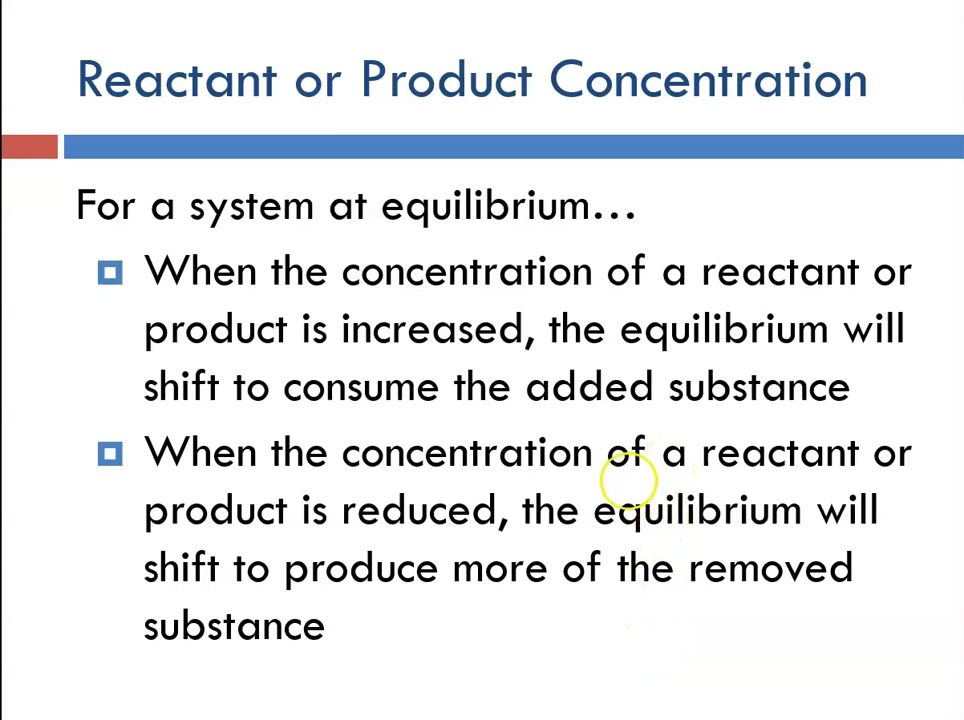 Reactant or Product Concentration
For a system at equilibrium…
When the concentration of a reactant or
product is increased, the equilibrium will
shift to consume the added substance
When the concentration of a reactant or
product is reduced, the equilibrium will
shift to produce more of the removed
substance